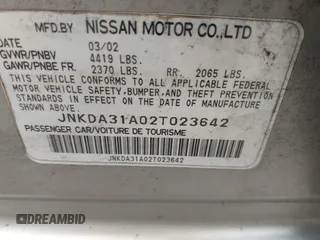 MFD.BY NISSAN MOTOR CO.,LTD
DATE 03/02
GVWR/PNBV 4419 LBS.
GAWR/PNBE FR. 2370 LBS. RR. 2065 LBS.
THIS VEHICLE CONFORMS TO ALL APPLICABLE FEDERAL
MOTOR VEHICLE SAFETY,BUMPER,AND THEFT PREVENTION
STANDARDS IN EFFECT ON THE DATE OF MANUFACTURE
SHOWN ABOVE.
JNKDA31A02T023642
PASSENGER CAR/VOITURE DE TOURISME
JNKDA31A02T023642
DREAMBID